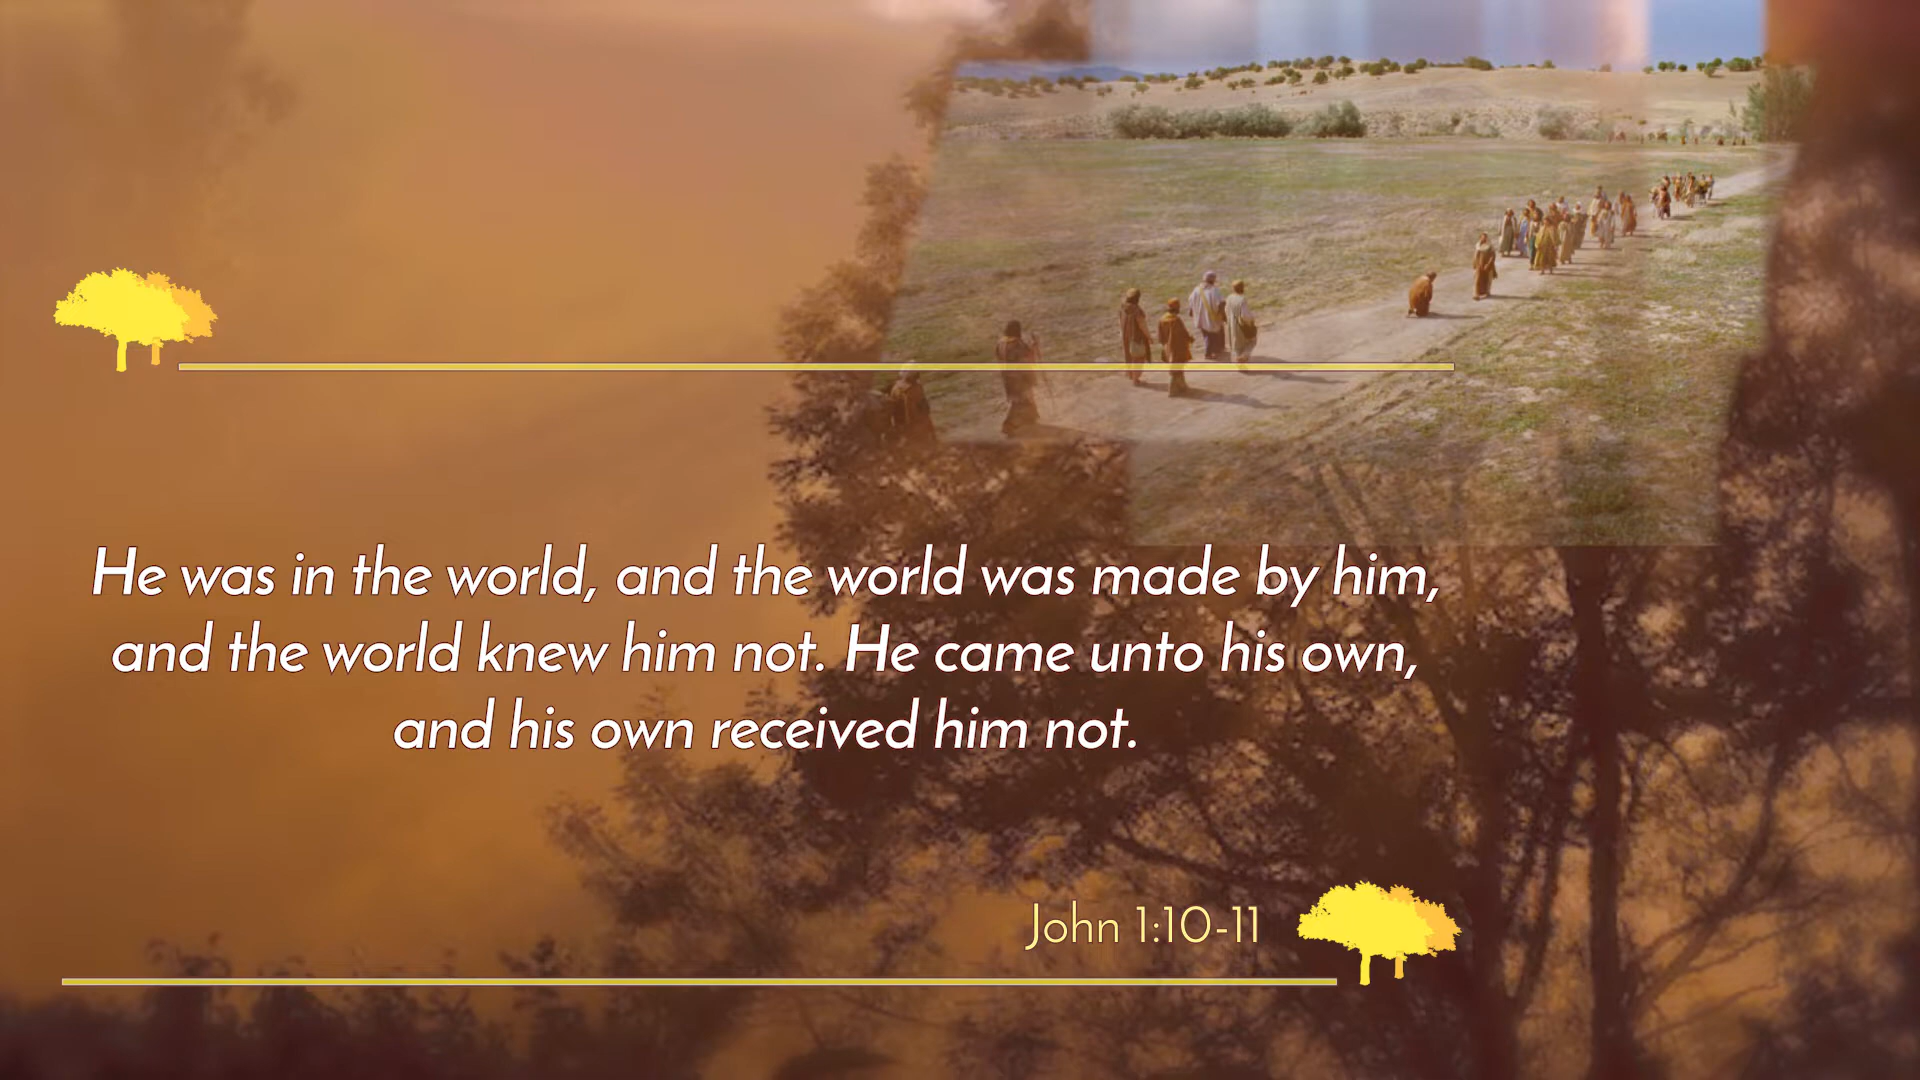 He was in the world, and the world was made by him,
and the world knew him not. He came unto his own,
and his own received him not.
John 1:10-11